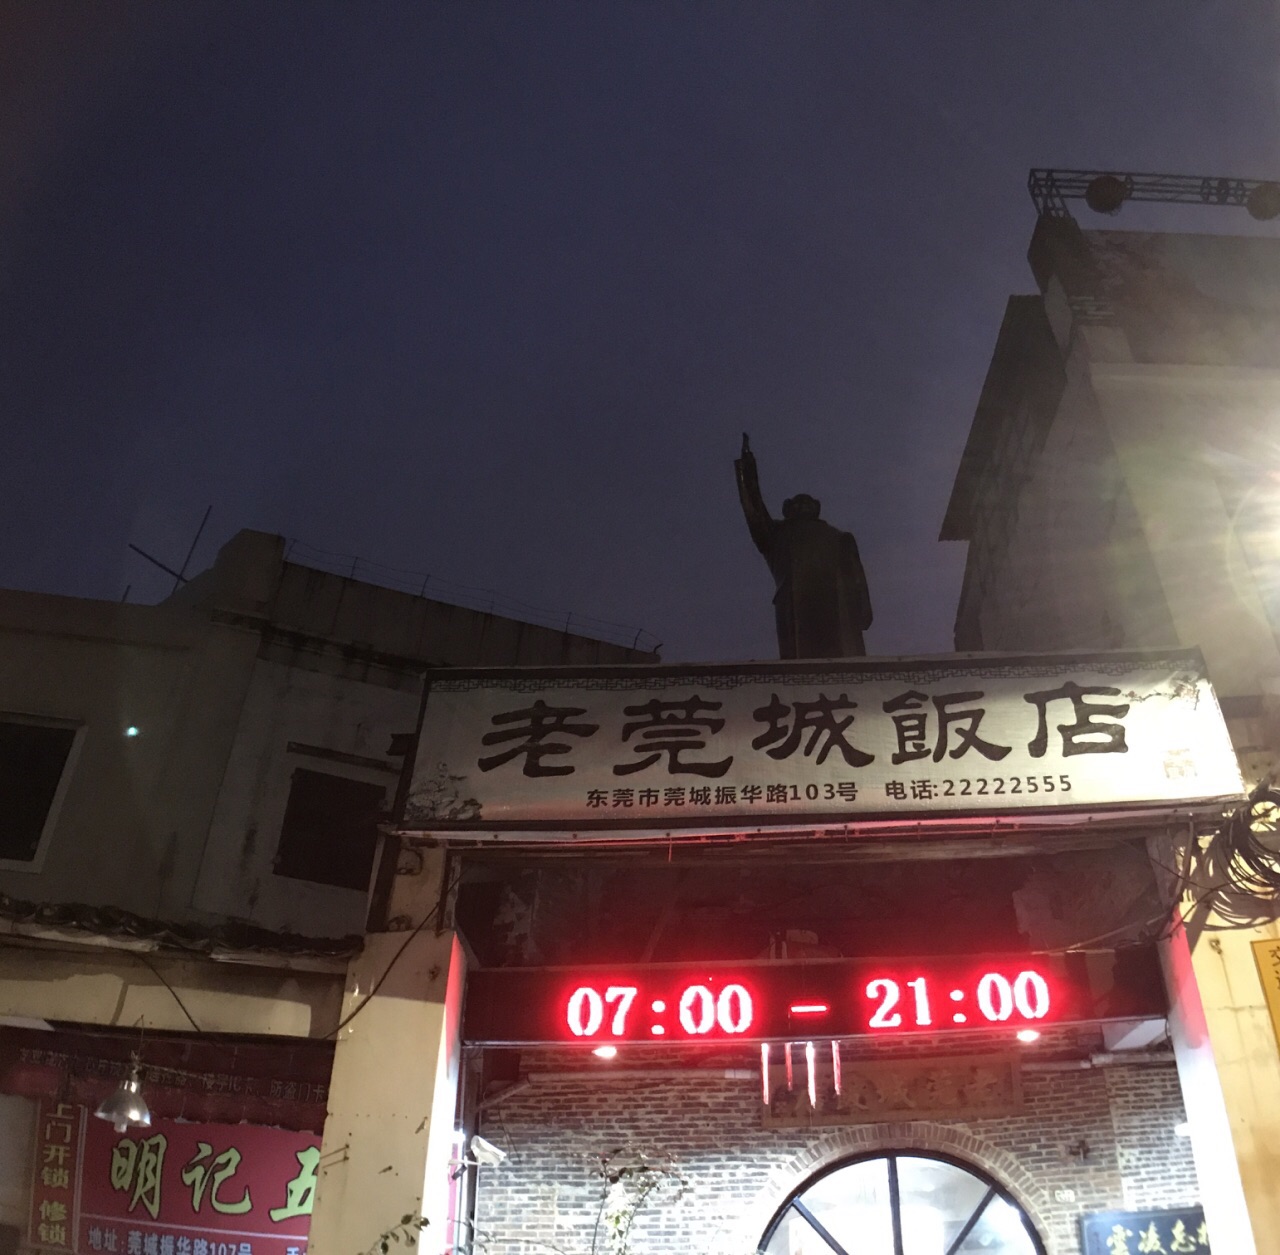 老莞城飯店
东莞市莞城振华路103号 电话:22222555
07:00 - 21:00
上门开锁 修锁
明记五
地址:莞城振华路107号